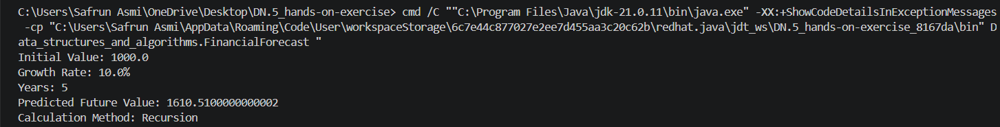 C:\Users\Safrun Asmi\OneDrive\Desktop\DN.5_hands-on-exercise> cmd /C ""C:\Program Files\Java\jdk-21.0.11\bin\java.exe" -XX:+ShowCodeDetailsInExceptionMessages
 -cp "C:\Users\Safrun Asmi\AppData\Roaming\Code\User\workspaceStorage\6c7e44c877027e2ee7d455aa3c20c62b\redhat.java\jdt_ws\DN.5_hands-on-exercise_8167da\bin" D
ata_structures_and_algorithms.FinancialForecast "
Initial Value: 1000.0
Growth Rate: 10.0%
Years: 5
Predicted Future Value: 1610.5100000000002
Calculation Method: Recursion